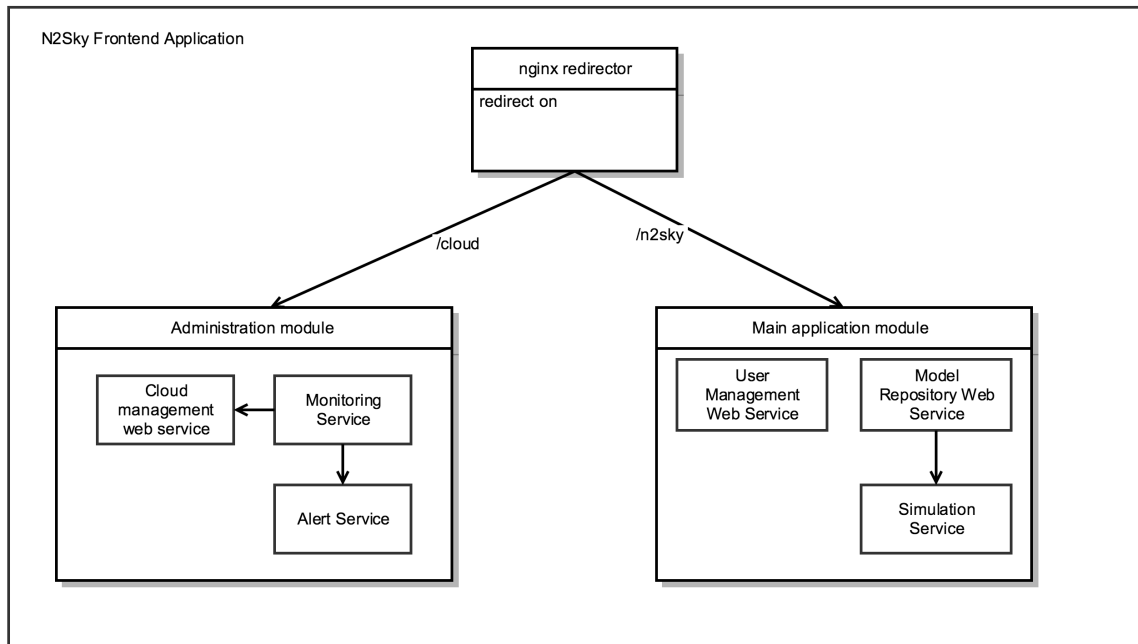 N2Sky Frontend Application
nginx redirector
redirect on
/cloud
/n2sky
Administration module
Cloud
management
web service
Monitoring
Service
Alert Service
Main application module
User
Management
Web Service
Model
Repository Web
Service
Simulation
Service